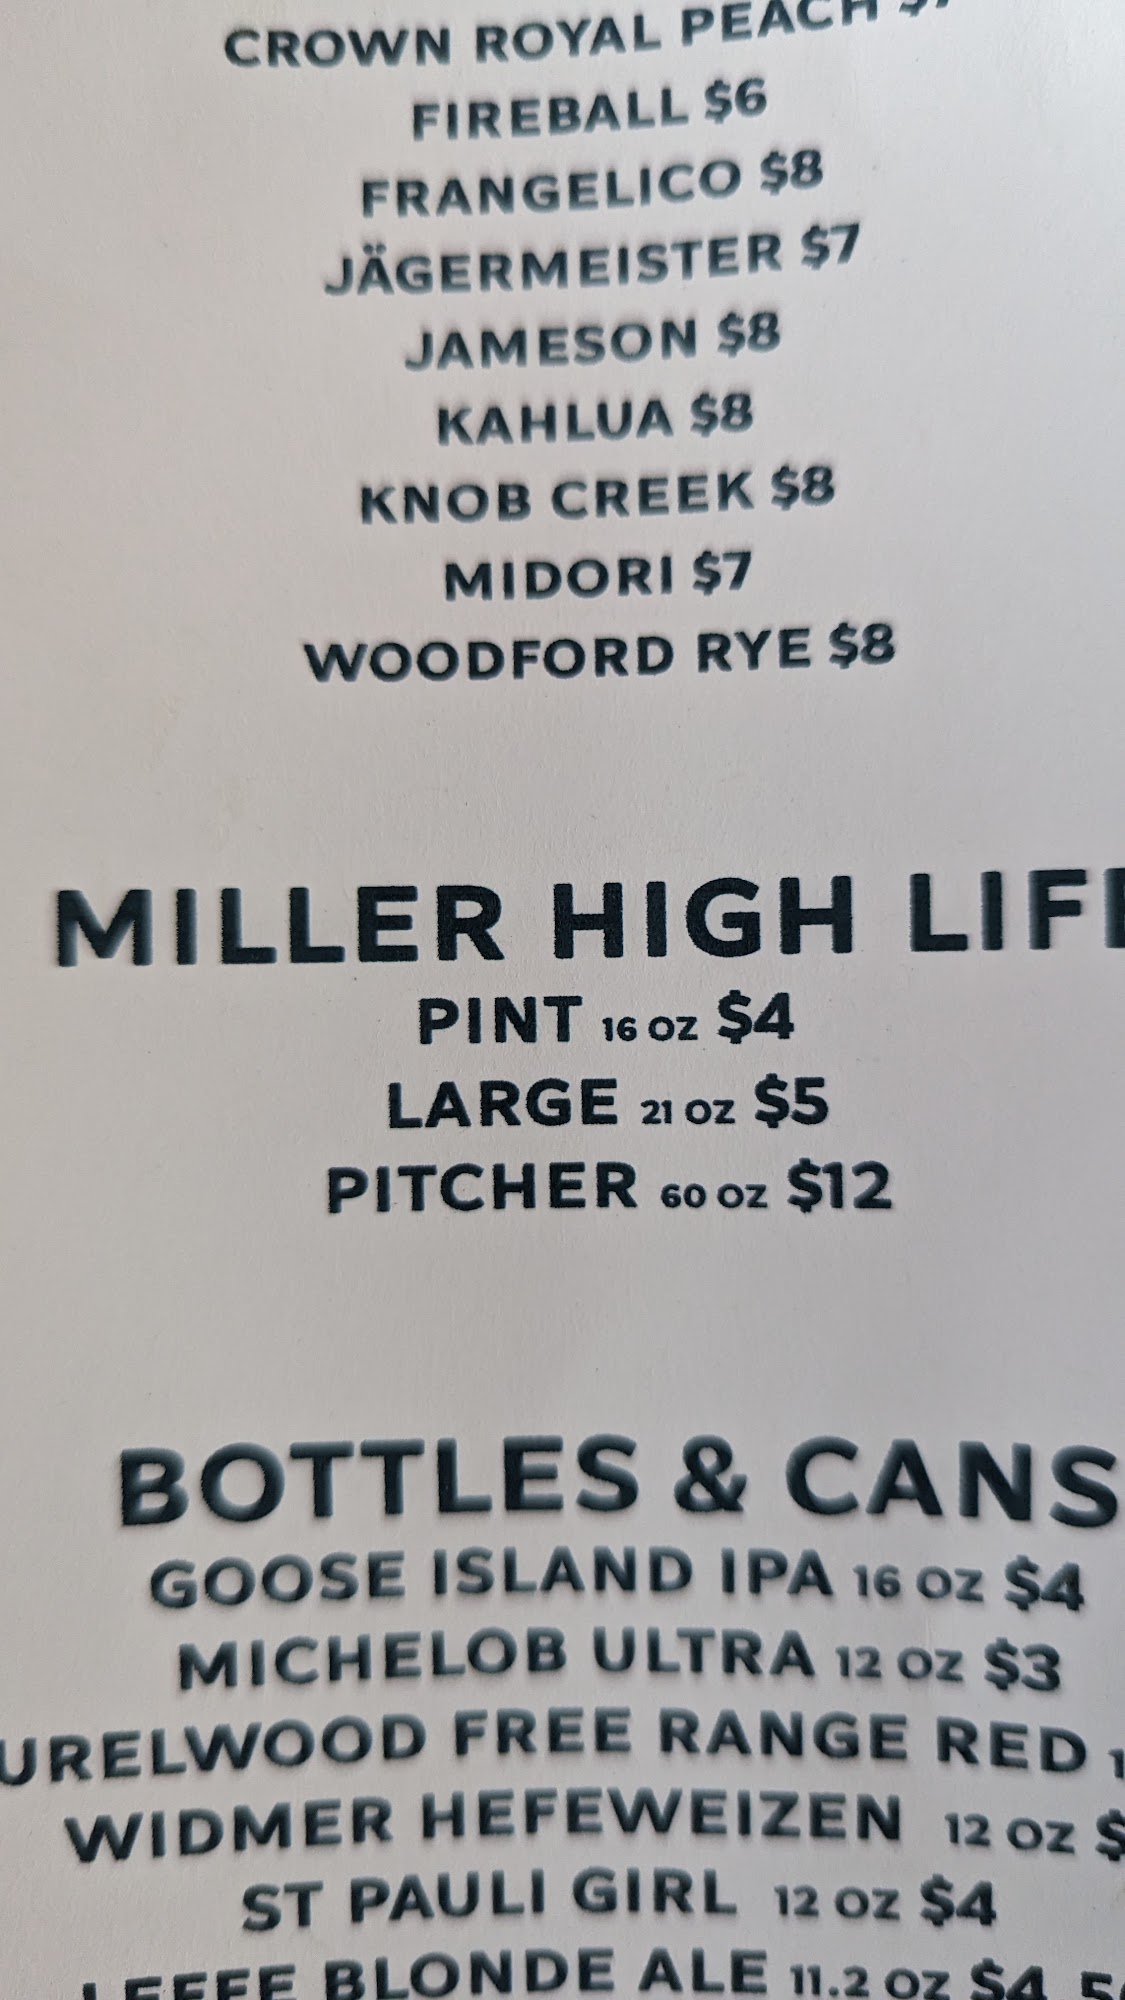 CROWN ROYAL PEACH
FIREBALL $6
FRANGELICO $8
JÄGERMEISTER $7
JAMESON $8
KAHLUA $8
KNOB CREEK $8
MIDORI $7
WOODFORD RYE $8
MILLER HIGH LIFE
PINT 16 OZ $4
LARGE 21 OZ $5
PITCHER 60 OZ $12
BOTTLES & CANS
GOOSE ISLAND IPA 16 OZ $4
MICHELOB ULTRA 12 OZ $3
URELWOOD FREE RANGE RED
WIDMER HEFEWEIZEN 12 OZ $
ST PAULI GIRL 12 OZ $4
LEFFE BLONDE ALE 11.2 OZ $4